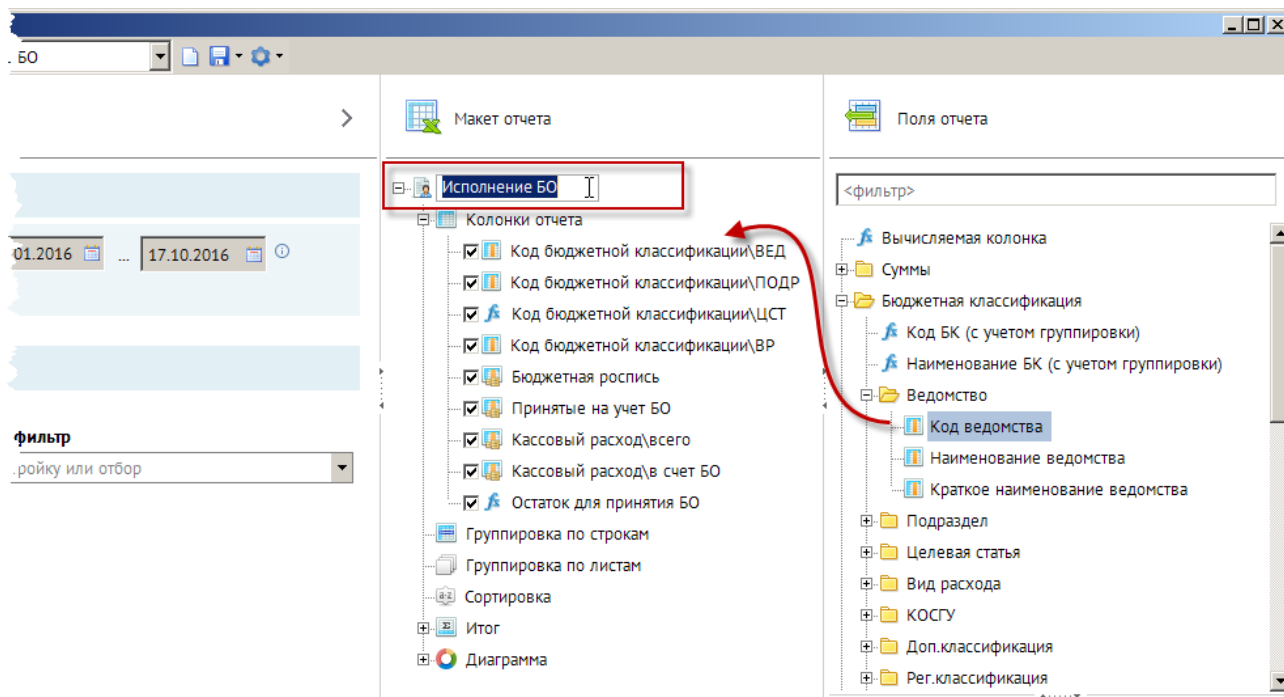 БО
Макет отчета
Поля отчета
Исполнение БО
<фильтр>
Колонки отчета
Вычисляемая колонка
Код бюджетной классификации\ВЕД
01.2016 ... 17.10.2016
Суммы
Код бюджетной классификации\ПОДР
Бюджетная классификация
Код бюджетной классификации\ЦСТ
Код БК (с учетом группировки)
Код бюджетной классификации\ВР
Наименование БК (с учетом группировки)
Бюджетная роспись
Ведомство
Принятые на учет БО
Код ведомства
фильтр
Кассовый расход\всего
Наименование ведомства
...ройку или отбор
Кассовый расход\в счет БО
Краткое наименование ведомства
Остаток для принятия БО
Подраздел
Группировка по строкам
Целевая статья
Группировка по листам
Вид расхода
Сортировка
КОСГУ
Итог
Доп.классификация
Диаграмма
Рег.классификация